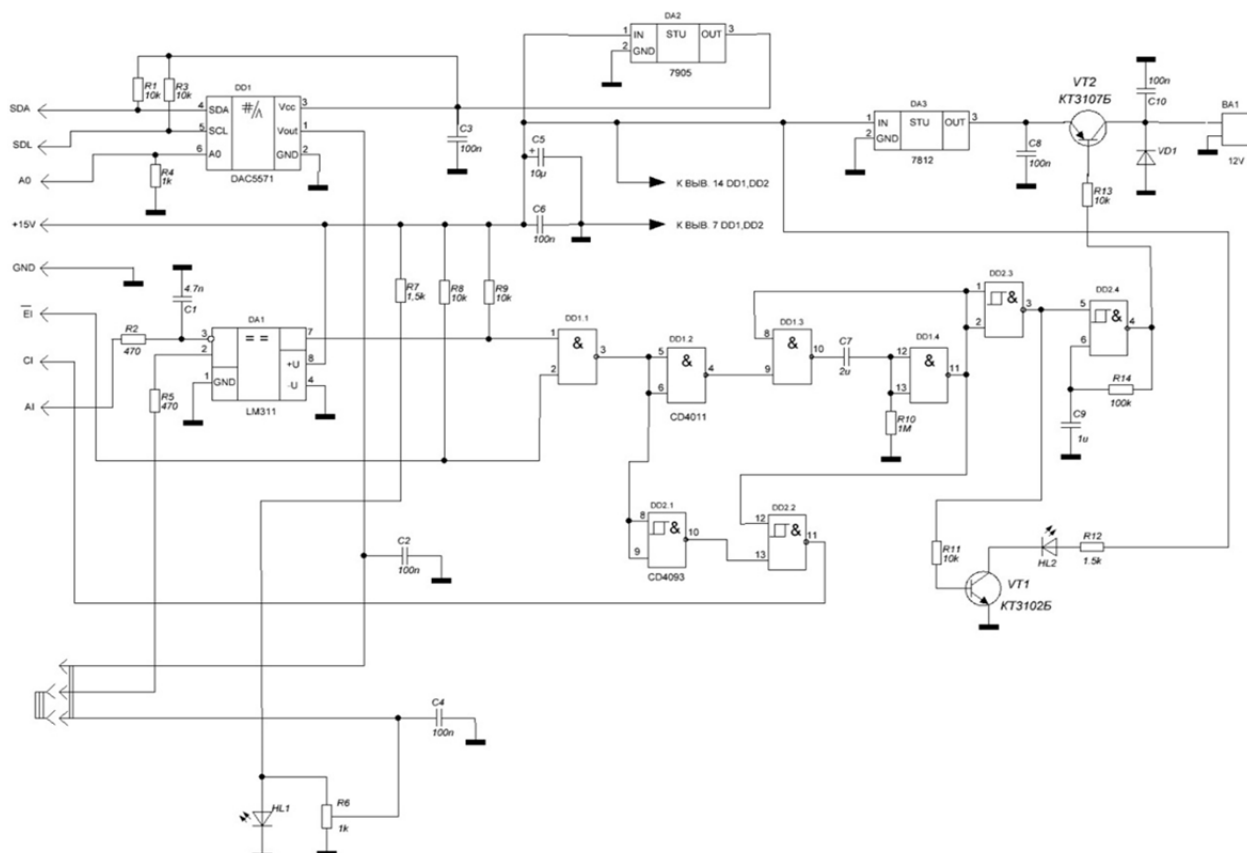 DA2
1 IN STU OUT 3
2 GND
7905
R1
10k
R3
10k
DD1
SDA
4 SDA #/Λ Vcc 3
SDL
5 SCL Vout 1
A0
6 A0 GND 2
DAC5571
R4
1k
C3
100n
C5
+
10µ
C6
100n
К ВЫВ. 14 DD1,DD2
К ВЫВ. 7 DD1,DD2
DA3
1 IN STU OUT 3
2 GND
7812
C8
100n
VT2
КТ3107Б
100n
C10
VD1
BA1
12V
R13
10k
+15V
GND
EI
CI
AI
4.7n
C1
R2
470
R5
470
DA1
3 == 7
2
+U 8
1 GND -U 4
LM311
R7
1,5k
R8
10k
R9
10k
DD1.1
1 & 3
2
DD1.2
5 & 4
6
CD4011
DD1.3
8 & 10
9
C7
2u
DD1.4
12 & 11
13
R10
1M
DD2.3
1 & 3
2
DD2.4
5 & 4
6
R14
100k
C9
1u
DD2.1
8 & 10
9
CD4093
DD2.2
12 & 11
13
R11
10k
HL2
R12
1.5k
VT1
КТ3102Б
C2
100n
C4
100n
HL1
R6
1k